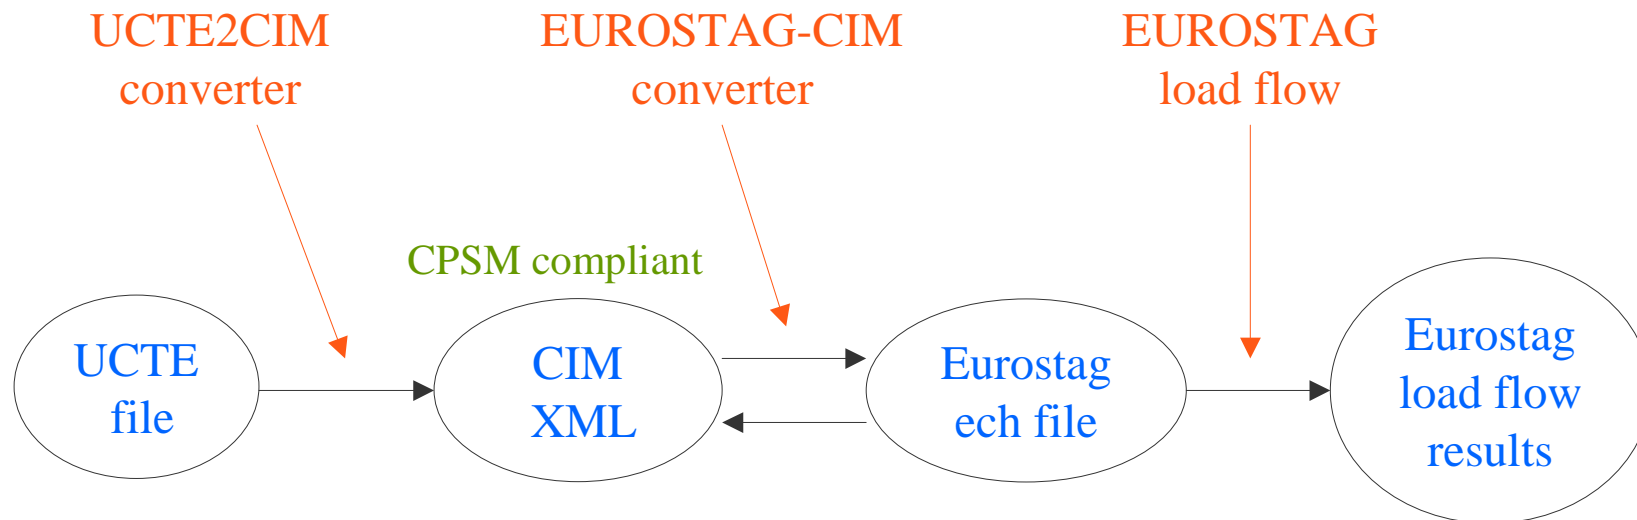 UCTE2CIM
converter
EUROSTAG-CIM
converter
EUROSTAG
load flow
CPSM compliant
UCTE
file
CIM
XML
Eurostag
ech file
Eurostag
load flow
results